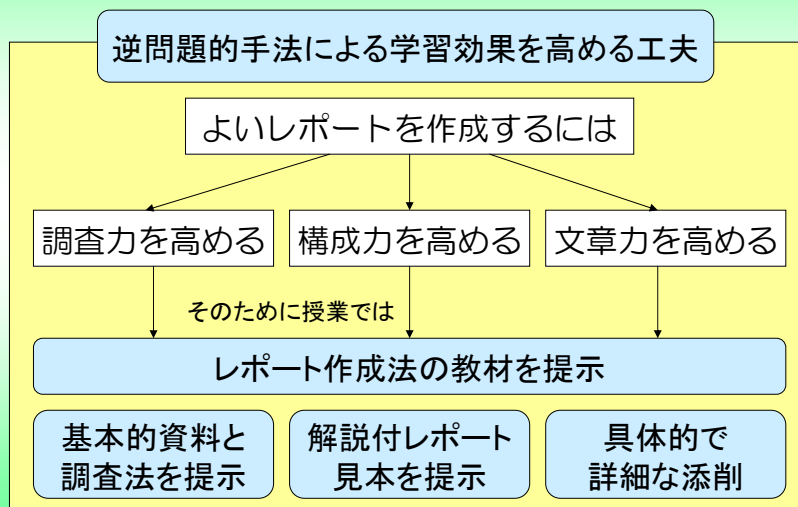 逆問題的手法による学習効果を高める工夫
よいレポートを作成するには
調査力を高める
構成力を高める
文章力を高める
そのために授業では
レポート作成法の教材を提示
基本的資料と
調査法を提示
解説付レポート
見本を提示
具体的で
詳細な添削